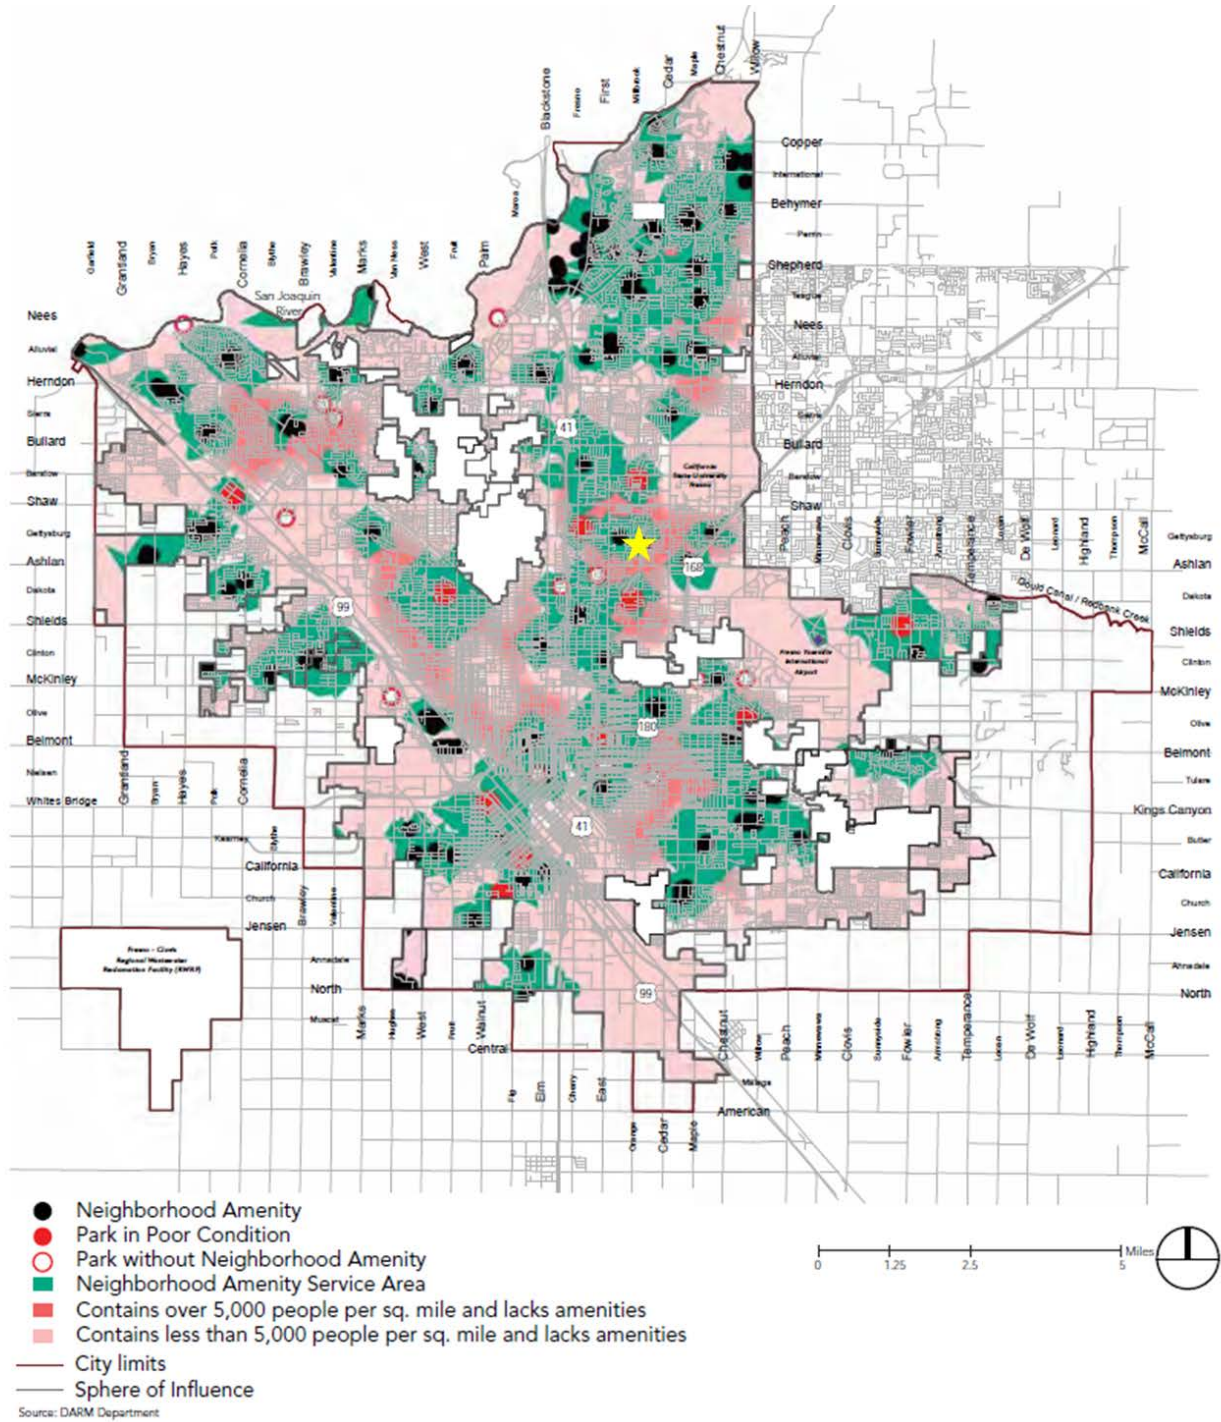 Chestnut
Willow
Maple
Cedar
Millbrook
First
Fresno
Blackstone
Copper
International
Maroa
Behymer
Perrin
Garfield
Grantland
Bryan
Hayes
Polk
Cornelia
Blythe
Brawley
Valentine
Marks
Van Ness
West
Fruit
Palm
Shepherd
San Joaquin
River
Teague
Nees
Nees
Alluvial
Alluvial
Herndon
Herndon
Sierra
Sierra
41
Bullard
Bullard
California
State University
Fresno
Barstow
Barstow
Shaw
Shaw
Gettysburg
Peach
Minnewawa
Clovis
Sunnyside
Fowler
Armstrong
Temperance
Locan
De Wolf
Leonard
Highland
Thompson
McCall
Gettysburg
Ashlan
168
Ashlan
Dakota
Gould Canal / Redbank Creek
Dakota
99
Shields
Shields
Clinton
Fresno Yosemite
International
Airport
Clinton
McKinley
McKinley
Olive
180
Olive
Belmont
Belmont
Nielsen
Grantland
Bryan
Hayes
Polk
Cornelia
Tulare
Whites Bridge
Kings Canyon
41
Kearney
Blythe
Butler
California
California
Church
Brawley
Valentine
Church
Jensen
Jensen
Fresno - Clovis
Regional Wastewater
Reclamation Facility (RWRF)
Annadale
Annadale
North
99
North
Muscat
Marks
Hughes
West
Fruit
Walnut
Chestnut
Willow
Peach
Minnewawa
Clovis
Sunnyside
Fowler
Armstrong
Temperance
Locan
De Wolf
Leonard
Highland
Thompson
McCall
Central
Fig
Elm
Cherry
East
Malaga
American
Orange
Cedar
Maple
Neighborhood Amenity
Park in Poor Condition
Park without Neighborhood Amenity
Neighborhood Amenity Service Area
Contains over 5,000 people per sq. mile and lacks amenities
Contains less than 5,000 people per sq. mile and lacks amenities
City limits
Sphere of Influence
Source: DARM Department
Miles
0 1.25 2.5 5